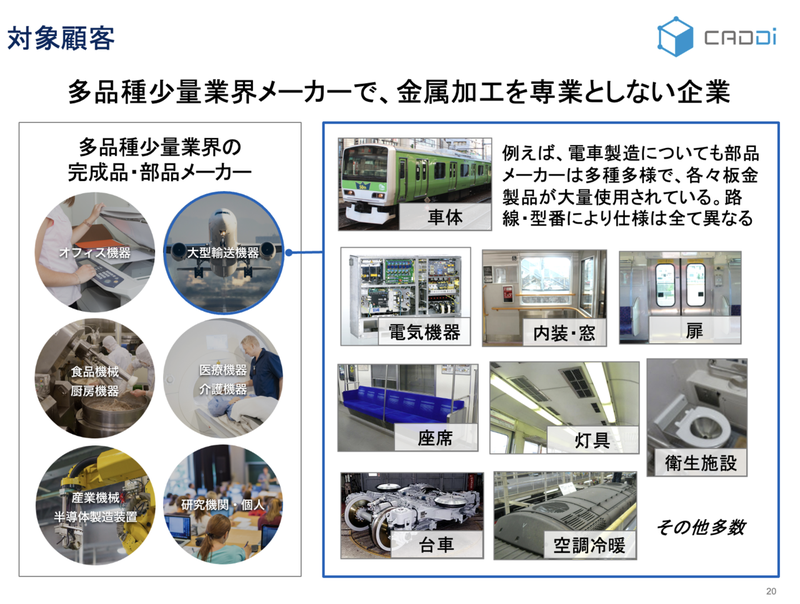 対象顧客
CADDi
多品種少量業界メーカーで、金属加工を専業としない企業
多品種少量業界の
完成品・部品メーカー
オフィス機器
大型輸送機器
食品機械
厨房機器
医療機器
介護機器
産業機械
半導体製造装置
研究機関・個人
例えば、電車製造についても部品
メーカーは多種多様で、各々板金
製品が大量使用されている。路
線・型番により仕様は全て異なる
車体
電気機器
内装・窓
扉
座席
灯具
衛生施設
台車
空調冷暖
その他多数
20